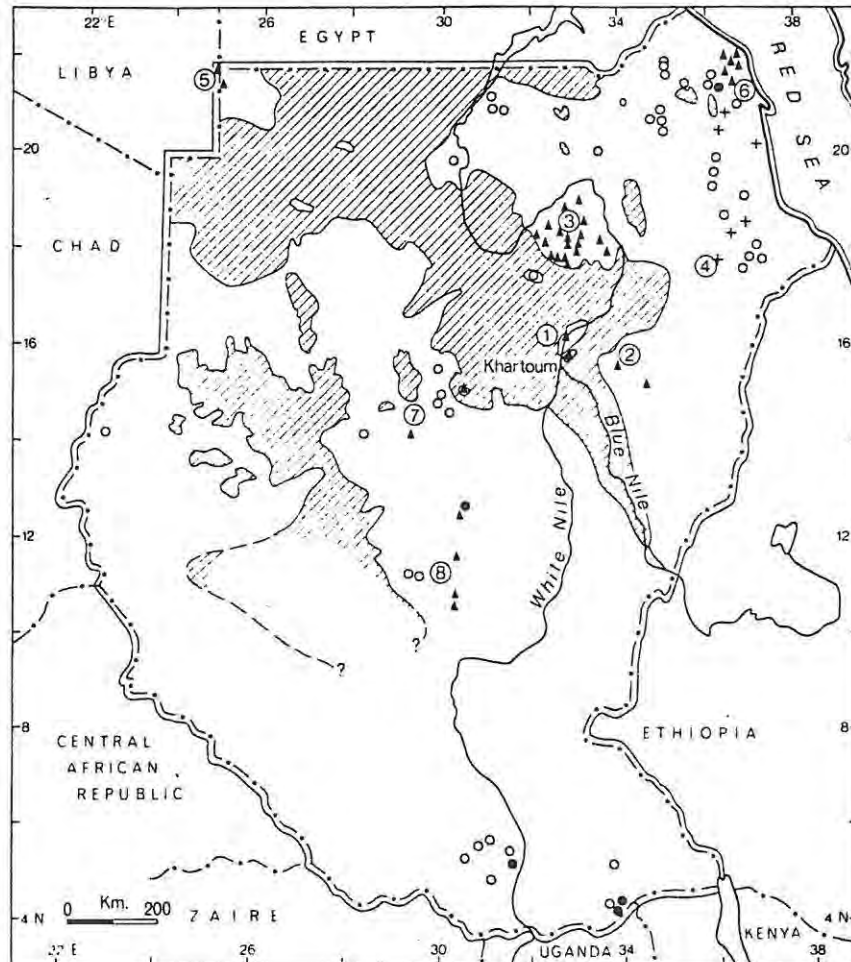 22°E 26 30 34 38
EGYPT
LIBYA
RED SEA
5
6
20 20
3
CHAD
4
16 16
1
2
Khartoum
7
Blue Nile
12 12
White Nile
8
?
?
8 8
ETHIOPIA
CENTRAL
AFRICAN
REPUBLIC
Km.
0 200
ZAIRE
4 N 4N
KENYA
UGANDA
26 30 34 38